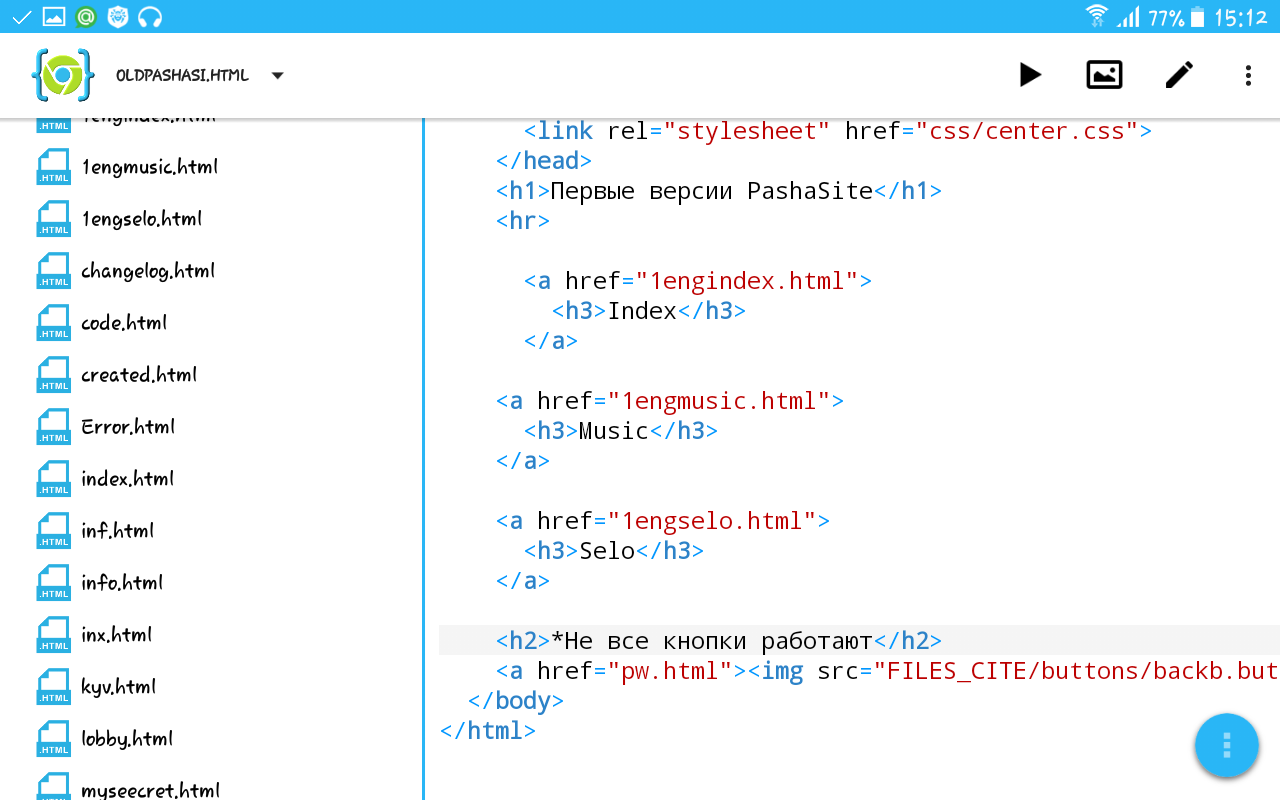 77% 15:12
OLDPASHASI.HTML
.HTML 1engindex.html
.HTML 1engmusic.html
.HTML 1engselo.html
.HTML changelog.html
.HTML code.html
.HTML created.html
.HTML Error.html
.HTML index.html
.HTML inf.html
.HTML info.html
.HTML inx.html
.HTML kyv.html
.HTML lobby.html
myseecret.html
<link rel="stylesheet" href="css/center.css">
</head>
<h1>Первые версии PashaSite</h1>
<hr>
<a href="1engindex.html">
<h3>Index</h3>
</a>
<a href="1engmusic.html">
<h3>Music</h3>
</a>
<a href="1engselo.html">
<h3>Selo</h3>
</a>
<h2>*Не все кнопки работают</h2>
<a href="pw.html"><img src="FILES_CITE/buttons/backb.but
</body>
</html>